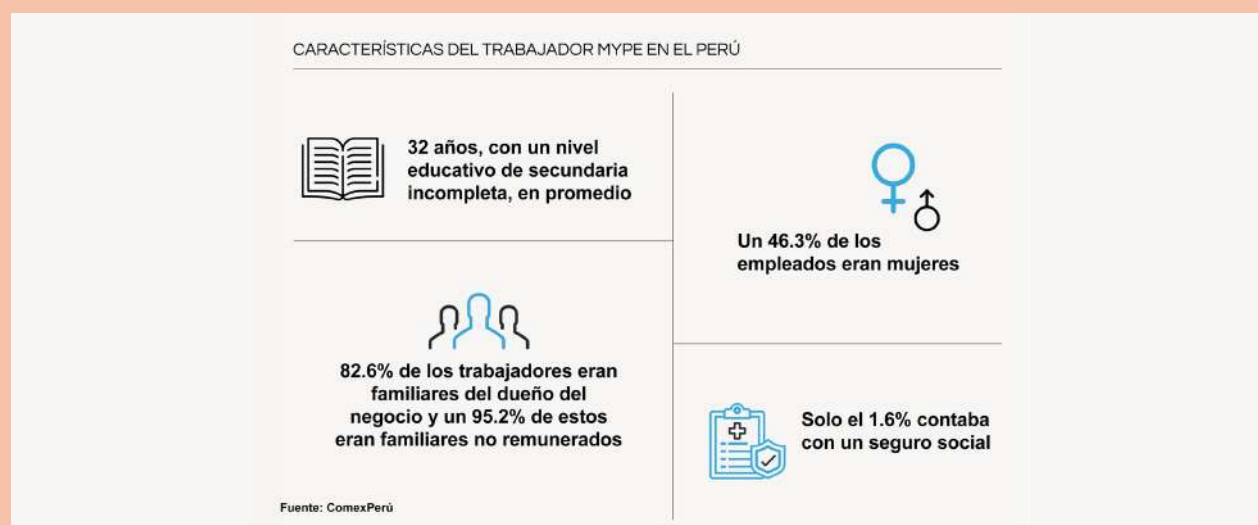 CARACTERÍSTICAS DEL TRABAJADOR MYPE EN EL PERÚ
32 años, con un nivel
educativo de secundaria
incompleta, en promedio
Un 46.3% de los
empleados eran mujeres
82.6% de los trabajadores eran
familiares del dueño del
negocio y un 95.2% de estos
eran familiares no remunerados
Solo el 1.6% contaba
con un seguro social
Fuente: ComexPerú